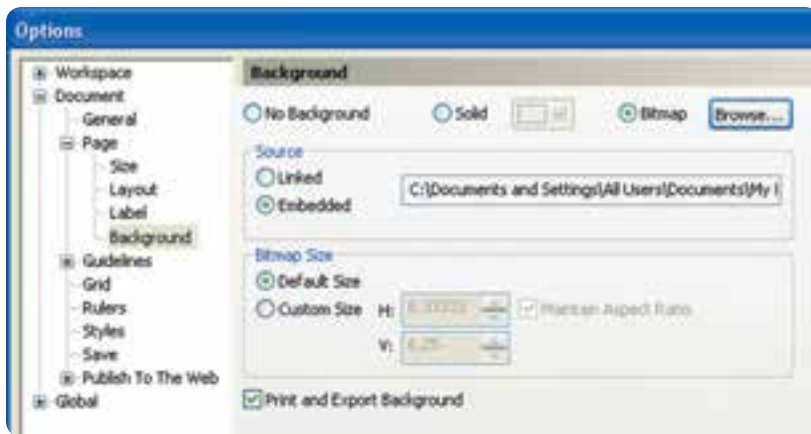 Options
Workspace
Document
General
Page
Size
Layout
Label
Background
Guidelines
Grid
Rulers
Styles
Save
Publish To The Web
Global
Background
No Background Solid Bitmap Browse...
Source
Linked
Embedded
C:\Documents and Settings\All Users\Documents\My
Bitmap Size
Default Size
Custom Size H: Maintain Aspect Ratio
V: 6.25
Print and Export Background